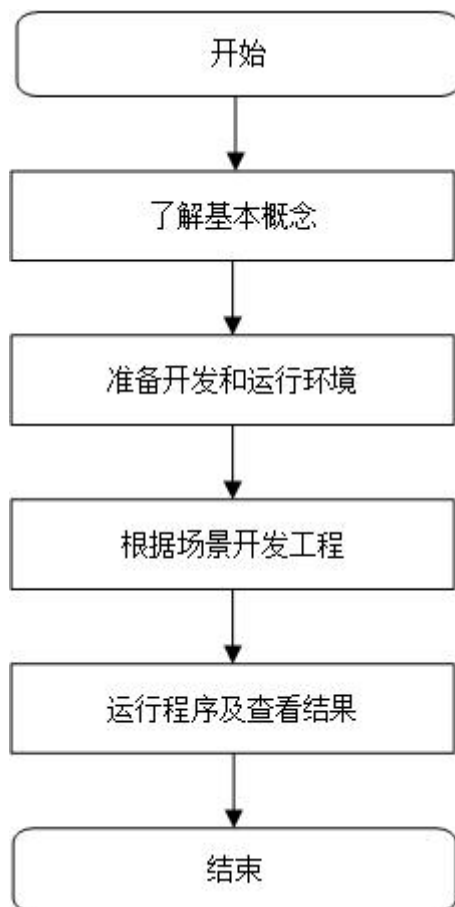 开始
了解基本概念
准备开发和运行环境
根据场景开发工程
运行程序及查看结果
结束